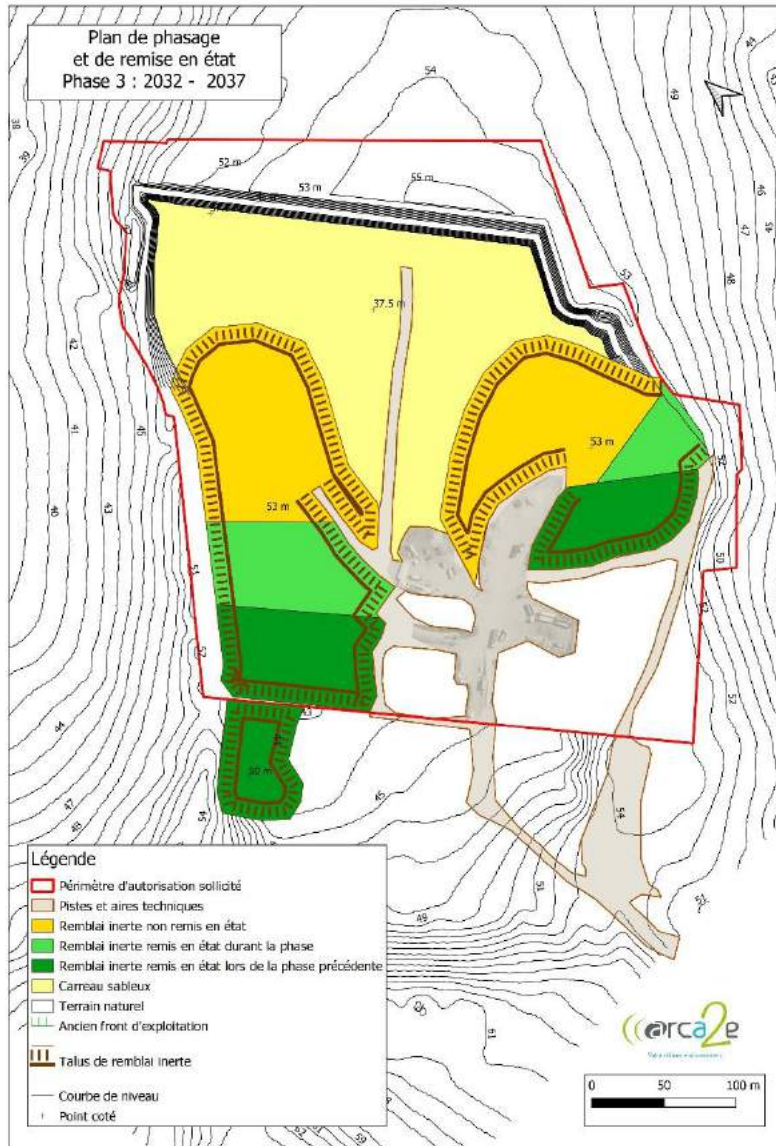 Plan de phasage
et de remise en état
Phase 3 : 2032 - 2037
54
44
49
46
47
48
38
39
52 m
53 m
55 m
53
42
41
40
43
45
37.5 m
53 m
53 m
52
51
50
52
52
44
47
50 m
45
54
51
49
61
Légende
Périmètre d'autorisation sollicité
Pistes et aires techniques
Remblai inerte non remis en état
Remblai inerte remis en état durant la phase
Remblai inerte remis en état lors de la phase précédente
Carreau sableux
Terrain naturel
Ancien front d'exploitation
Talus de remblai inerte
Courbe de niveau
Point coté
arca2e
0 50 100 m